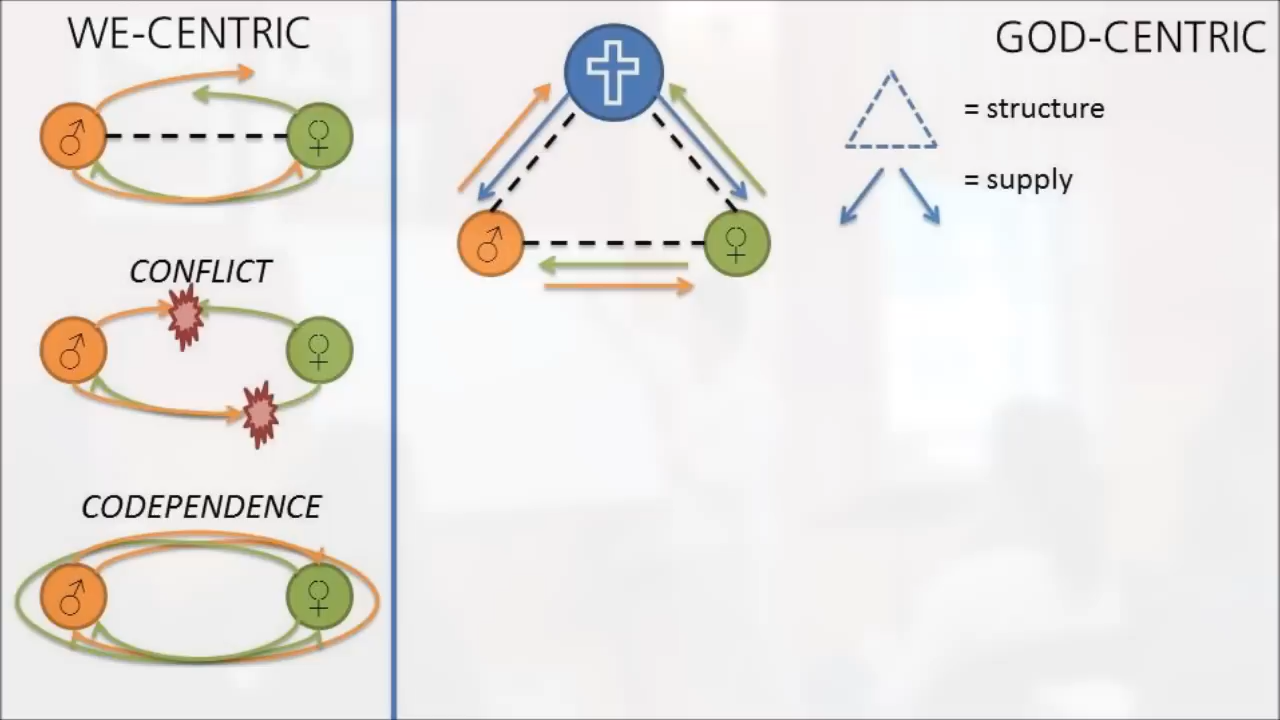 WE-CENTRIC
CONFLICT
CODEPENDENCE
GOD-CENTRIC
= structure
= supply